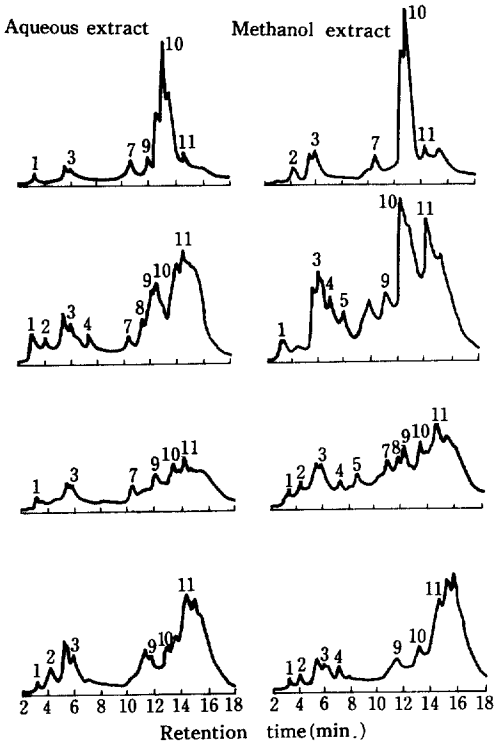 Aqueous extract
Methanol extract
10
1 3 7 9 11
10
2 3 7 11
1 2 3 4 7 8 9 10 11
1 3 4 5 9 10 11
1 3 7 9 10 11
1 2 3 4 5 7 8 9 10 11
1 2 3 9 10 11
1 2 3 4 9 10 11
2 4 6 8 10 12 14 16 18
2 4 6 8 10 12 14 16 18
Retention time(min.)